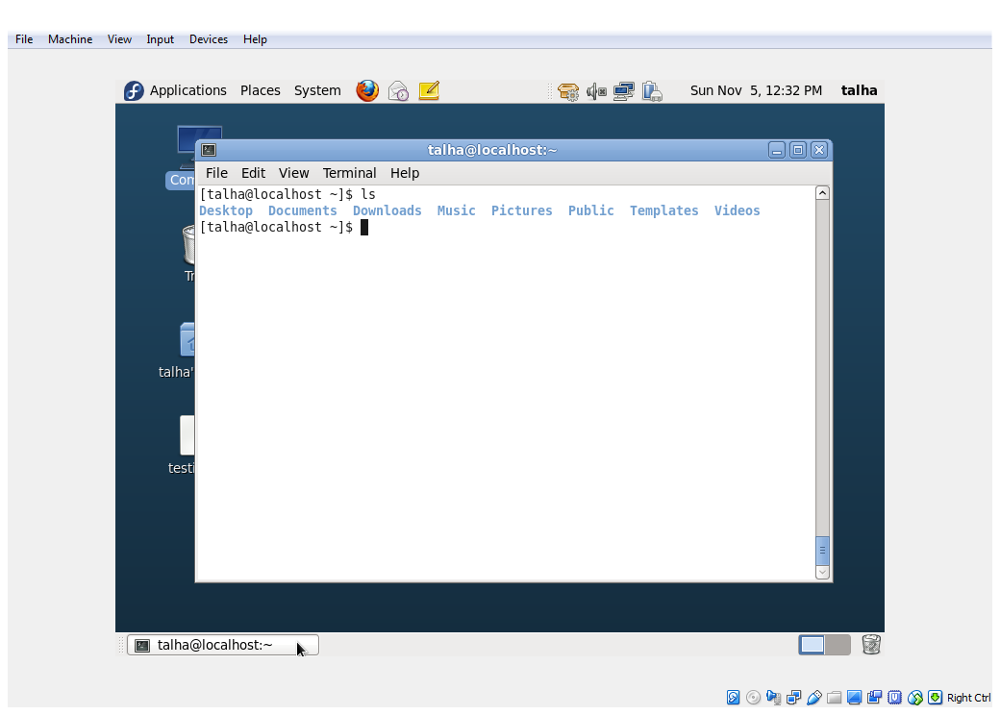 File Machine View Input Devices Help
Applications Places System Sun Nov 5, 12:32 PM talha
talha@localhost:~
Com
File Edit View Terminal Help
[talha@localhost ~]$ ls
Desktop Documents Downloads Music Pictures Public Templates Videos
[talha@localhost ~]$
Tr
talha'
testi
talha@localhost:~
Right Ctrl